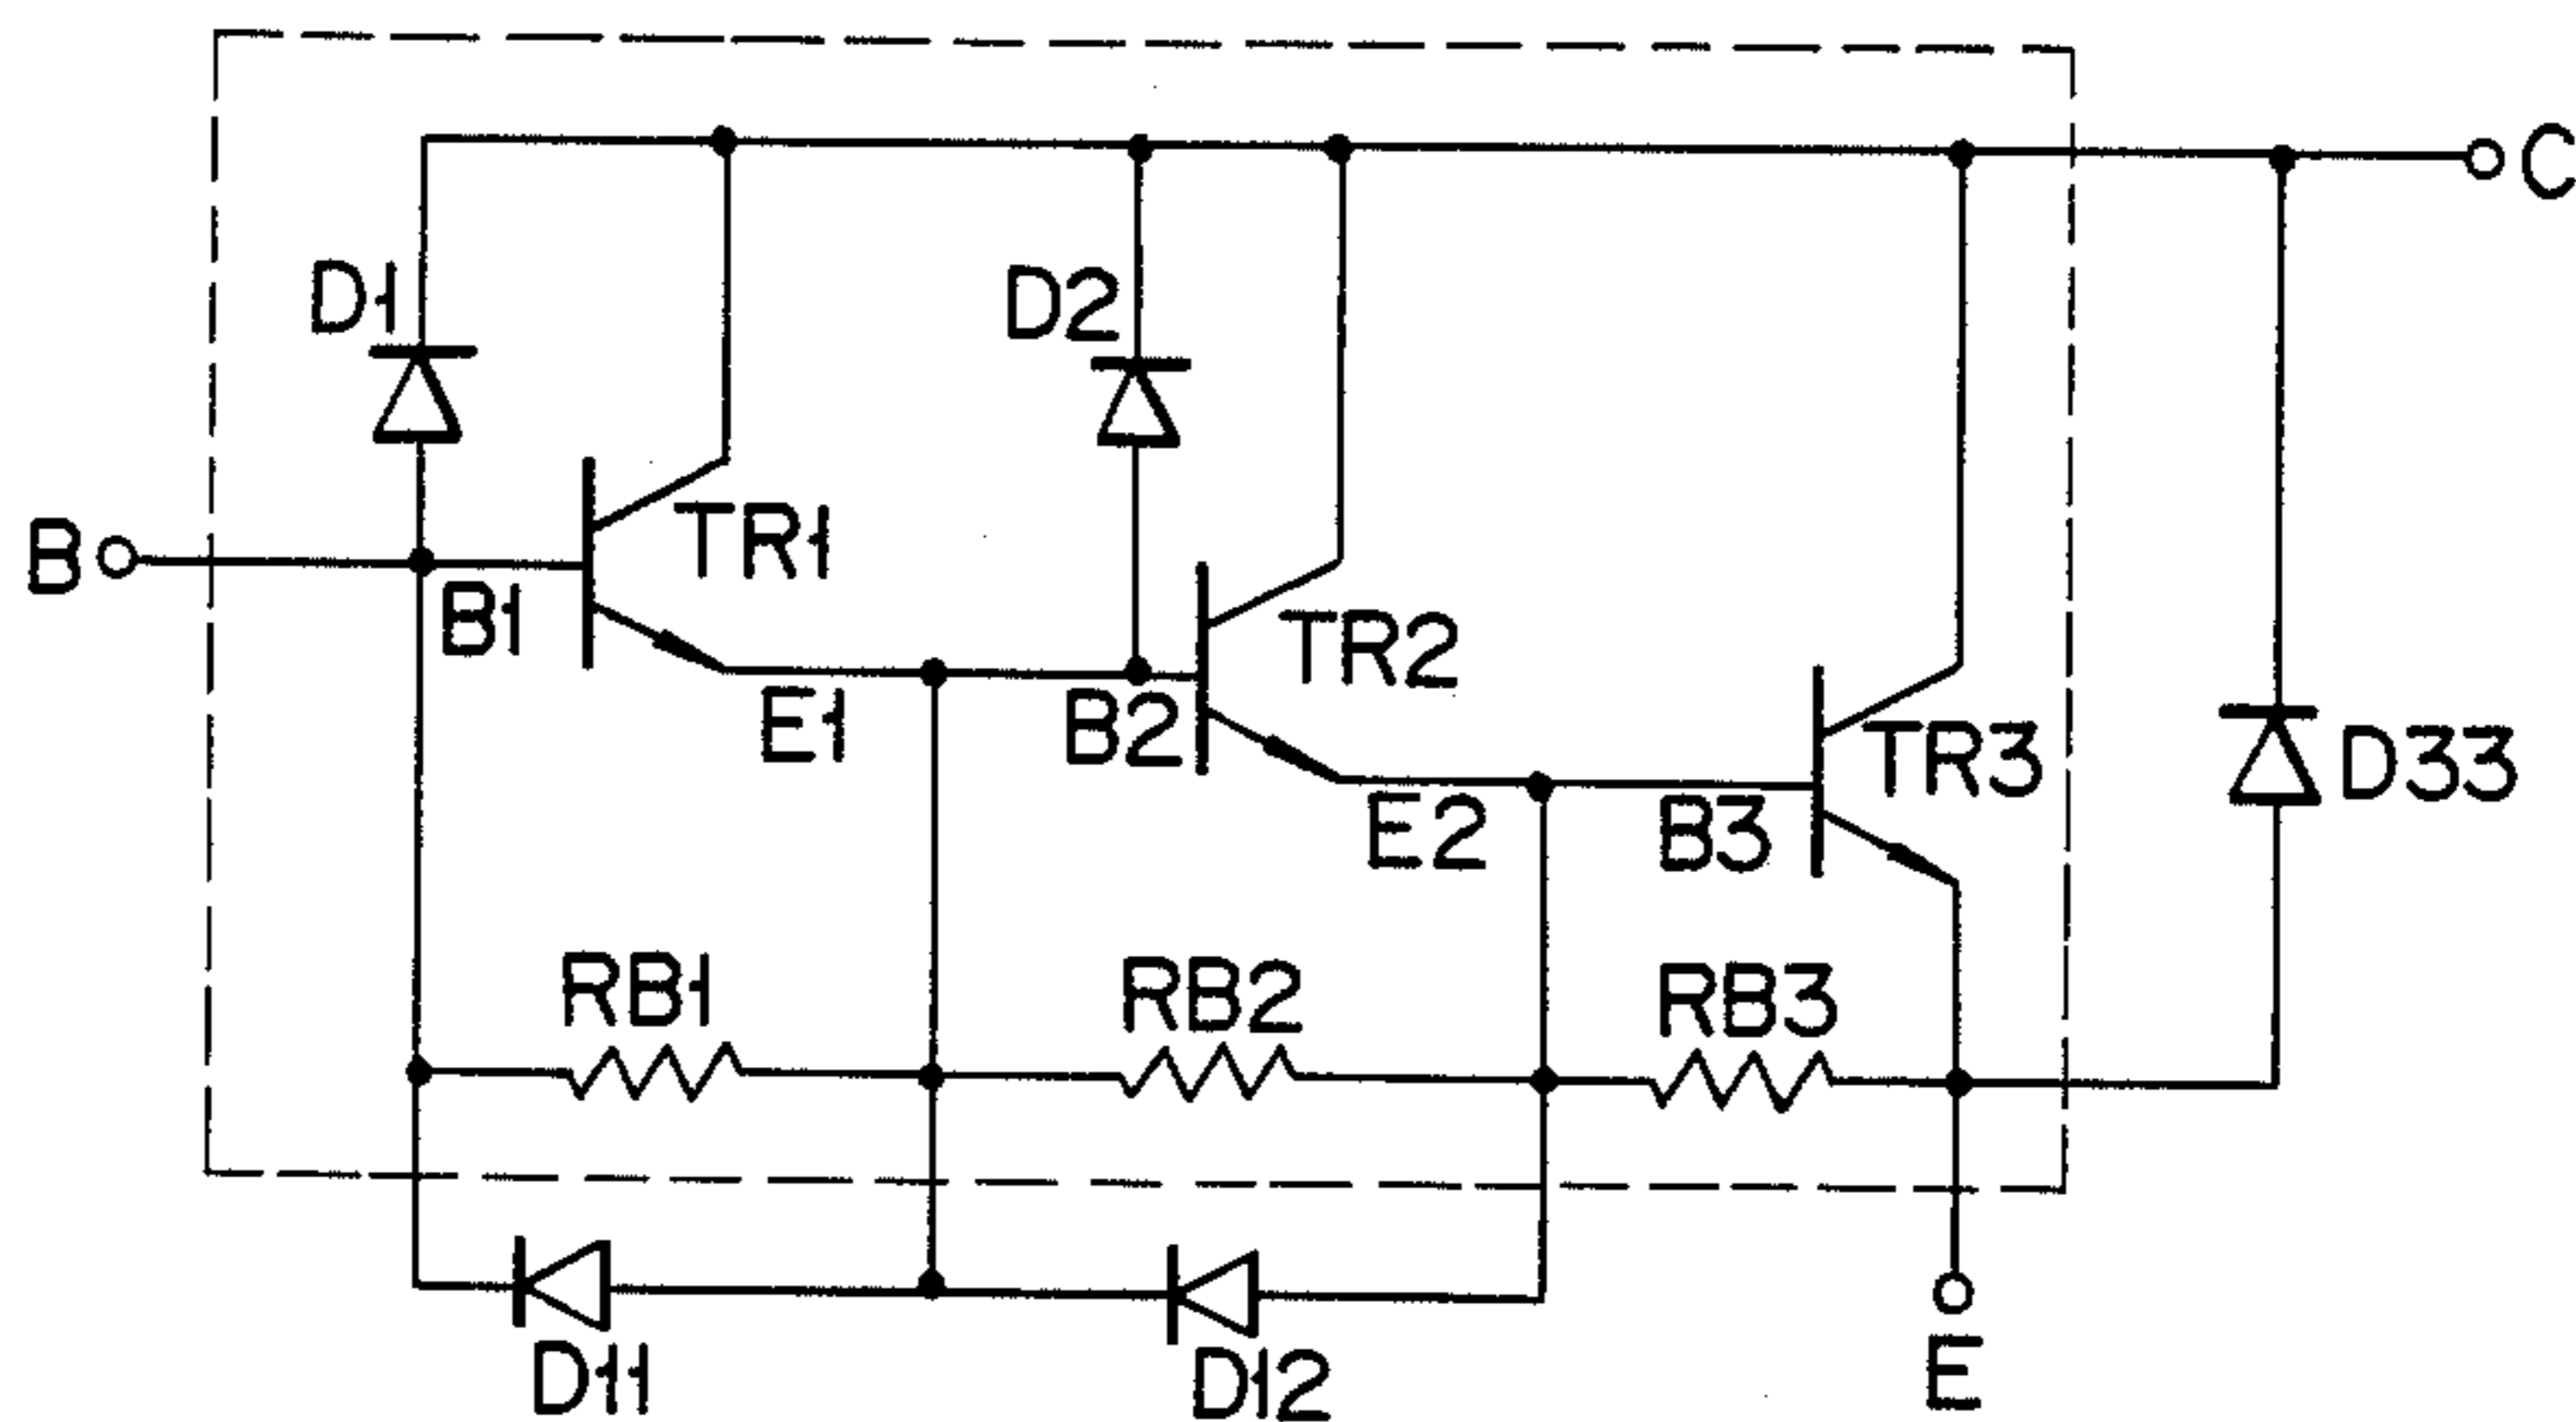 C
D1
D2
B
TR1
B1
TR2
E1
B2
TR3
D33
E2
B3
RB1
RB2
RB3
D11
D12
E